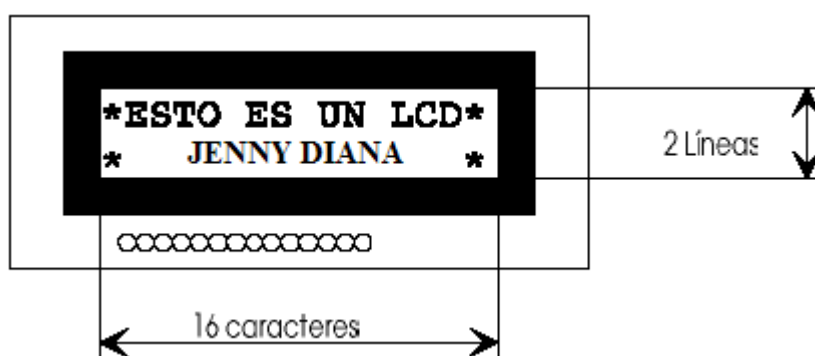 *ESTO ES UN LCD*
* JENNY DIANA *
2 Líneas
16 caracteres